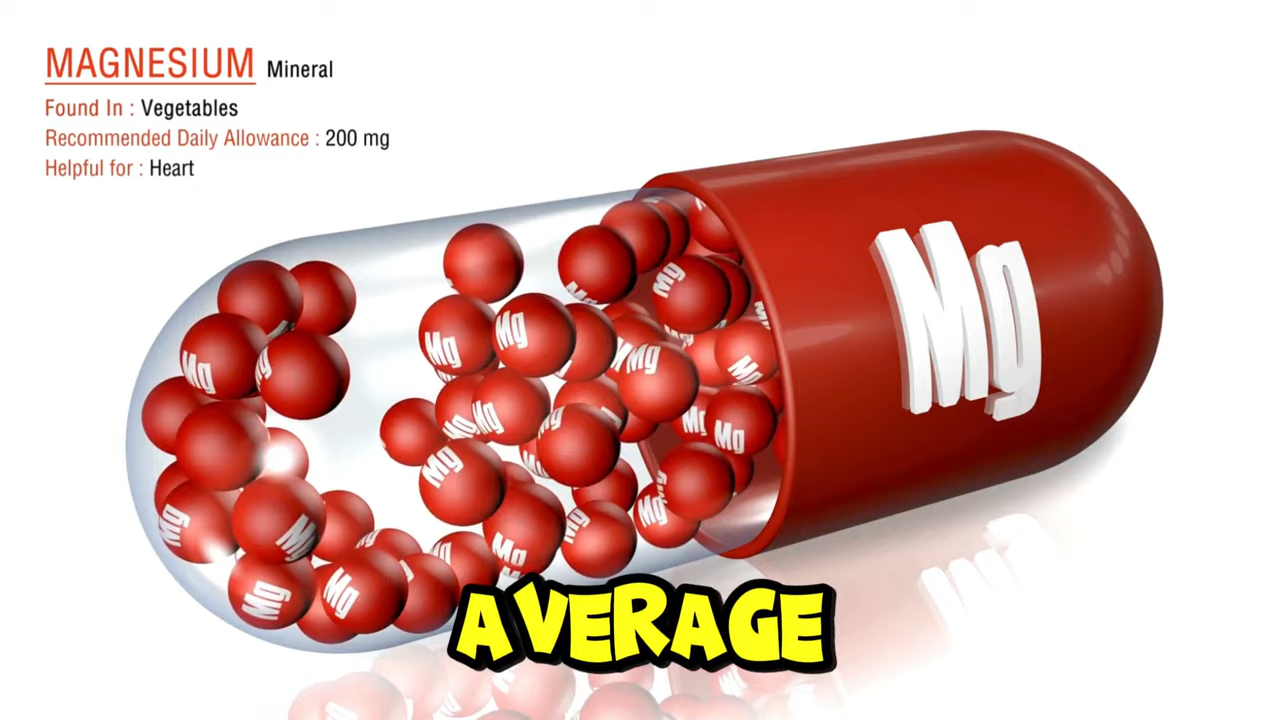 MAGNESIUM Mineral
Found In : Vegetables
Recommended Daily Allowance : 200 mg
Helpful for : Heart
Mg
AVERAGE